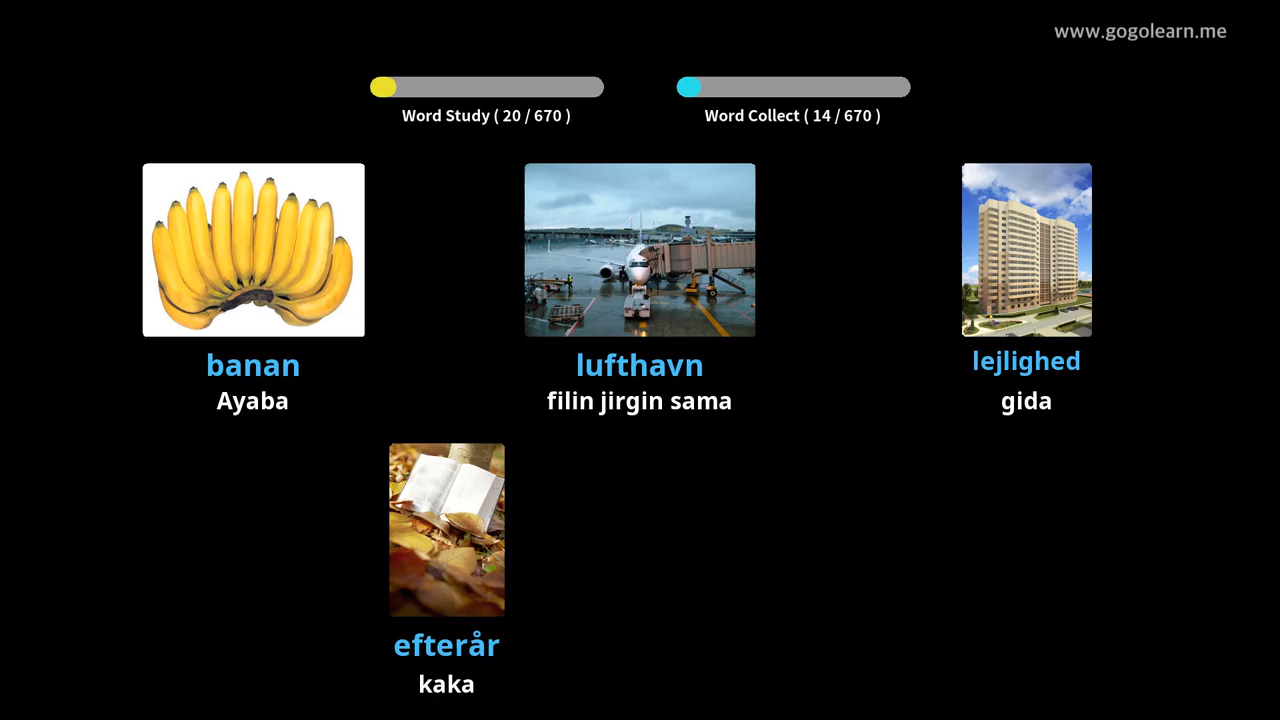 www.gogolearn.me
Word Study ( 20 / 670 )
Word Collect ( 14 / 670 )
banan
Ayaba
lufthavn
filin jirgin sama
lejlighed
gida
efterår
kaka